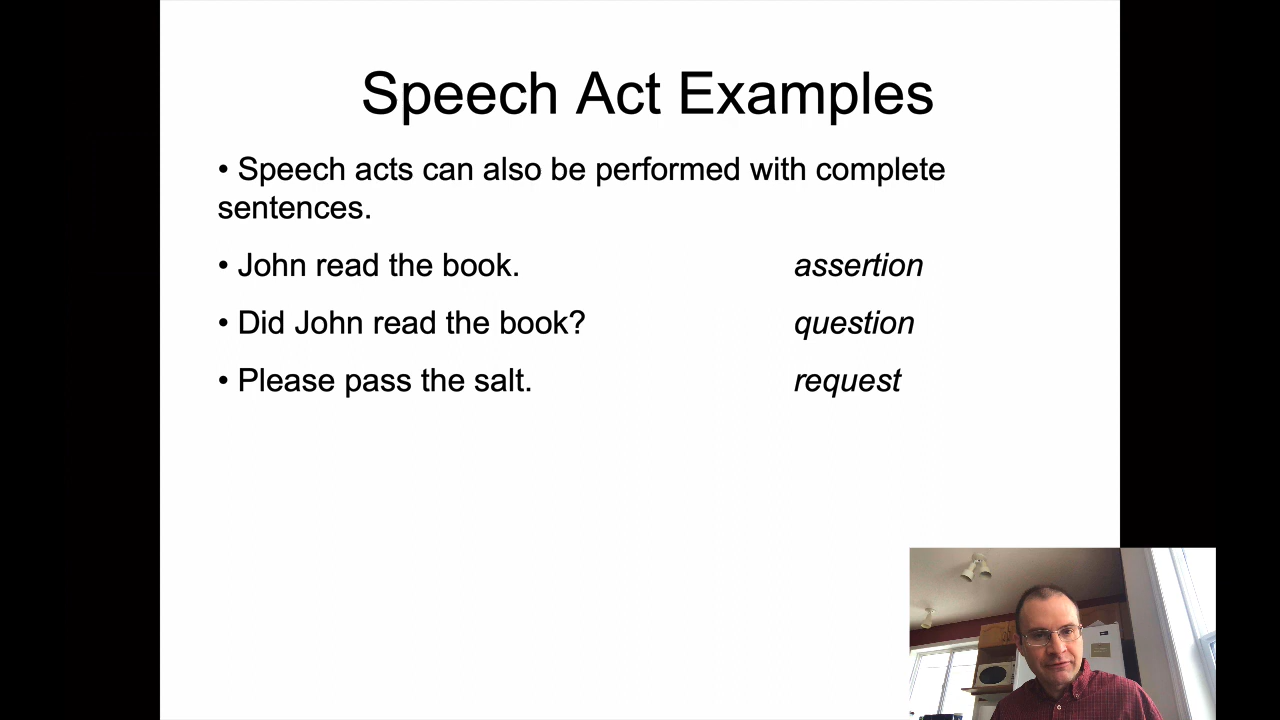 Speech Act Examples
• Speech acts can also be performed with complete
sentences.
• John read the book. assertion
• Did John read the book? question
• Please pass the salt. request